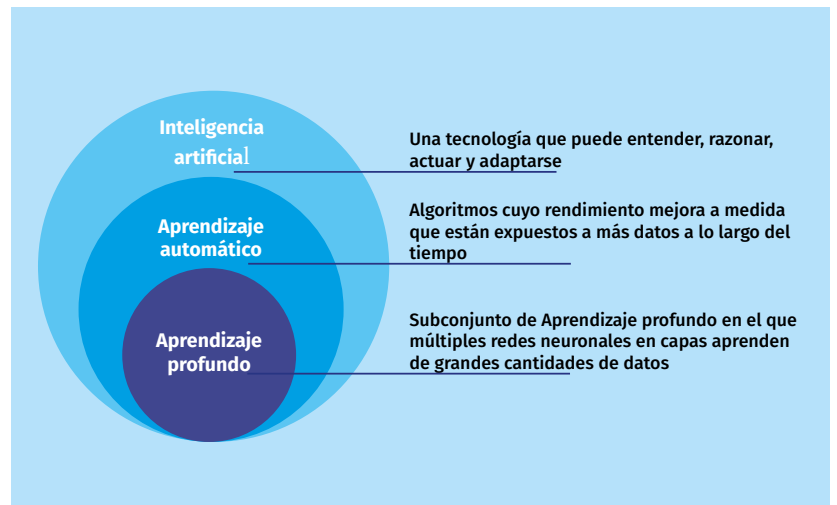 Inteligencia
artificial
Una tecnología que puede entender, razonar,
actuar y adaptarse
Aprendizaje
automático
Algoritmos cuyo rendimiento mejora a medida
que están expuestos a más datos a lo largo del
tiempo
Aprendizaje
profundo
Subconjunto de Aprendizaje profundo en el que
múltiples redes neuronales en capas aprenden
de grandes cantidades de datos